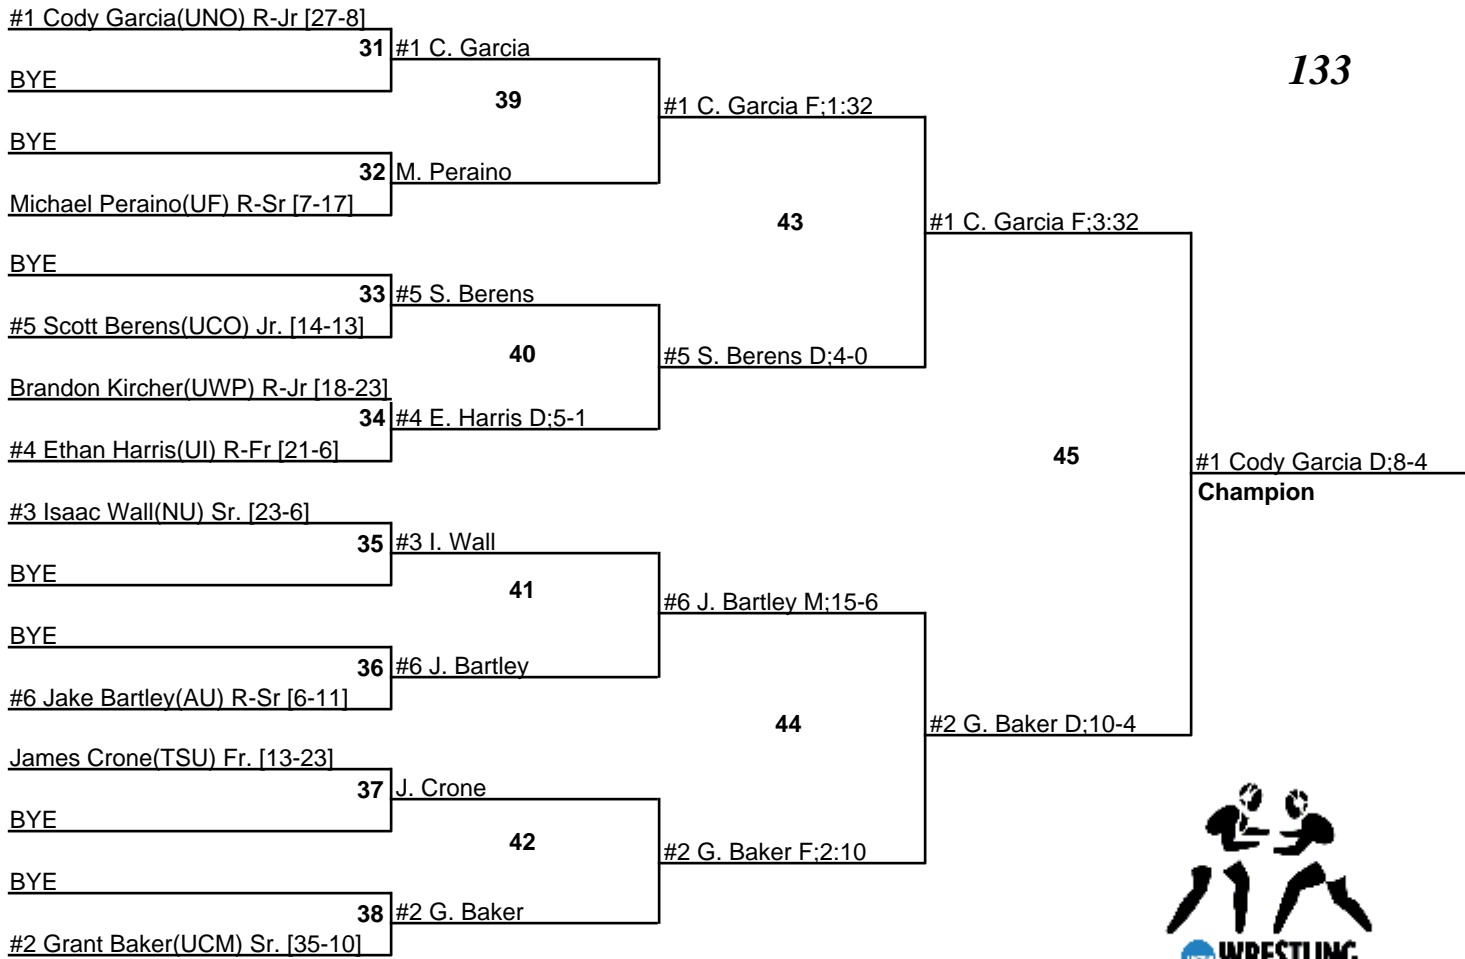 #1 Cody Garcia(UNO) R-Jr [27-8]
31
#1 C. Garcia
BYE
39
#1 C. Garcia F;1:32
BYE
32
M. Peraino
Michael Peraino(UF) R-Sr [7-17]
43
#1 C. Garcia F;3:32
BYE
33
#5 S. Berens
#5 Scott Berens(UCO) Jr. [14-13]
40
#5 S. Berens D;4-0
Brandon Kircher(UWP) R-Jr [18-23]
34
#4 E. Harris D;5-1
#4 Ethan Harris(UI) R-Fr [21-6]
45
#1 Cody Garcia D;8-4
Champion
#3 Isaac Wall(NU) Sr. [23-6]
35
#3 I. Wall
BYE
41
#6 J. Bartley M;15-6
BYE
36
#6 J. Bartley
#6 Jake Bartley(AU) R-Sr [6-11]
44
#2 G. Baker D;10-4
James Crone(TSU) Fr. [13-23]
37
J. Crone
BYE
42
#2 G. Baker F;2:10
BYE
38
#2 G. Baker
#2 Grant Baker(UCM) Sr. [35-10]
133
WRESTLING